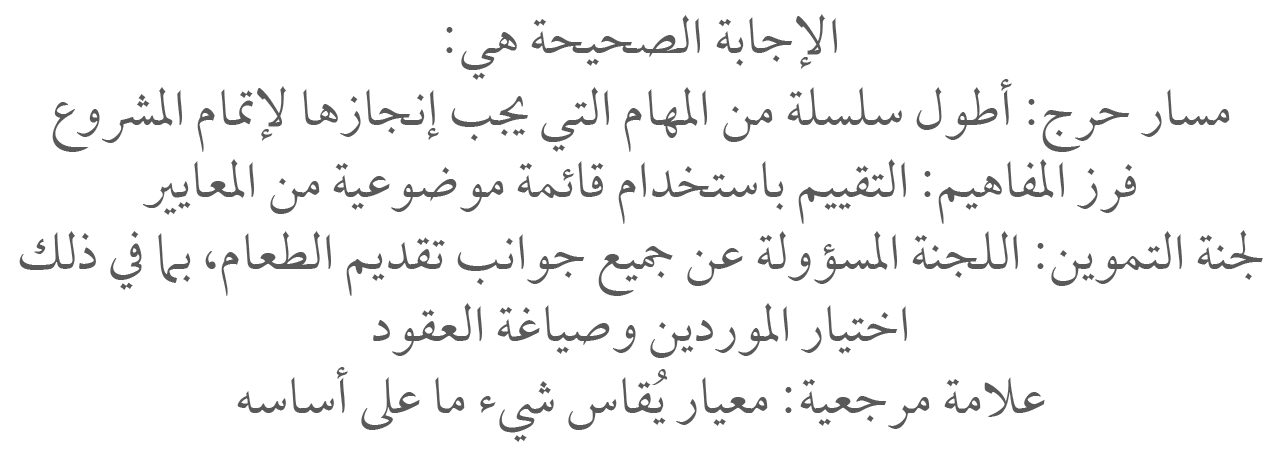 الإجابة الصحيحة هي:
مسار حرج: أطول سلسلة من المهام التي يجب إنجازها لإتمام المشروع
فرز المفاهيم: التقييم باستخدام قائمة موضوعية من المعايير
لجنة التموين: اللجنة المسؤولة عن جميع جوانب تقديم الطعام، بما في ذلك
اختيار الموردين وصياغة العقود
علامة مرجعية: معيار يُقاس شيء ما على أساسه